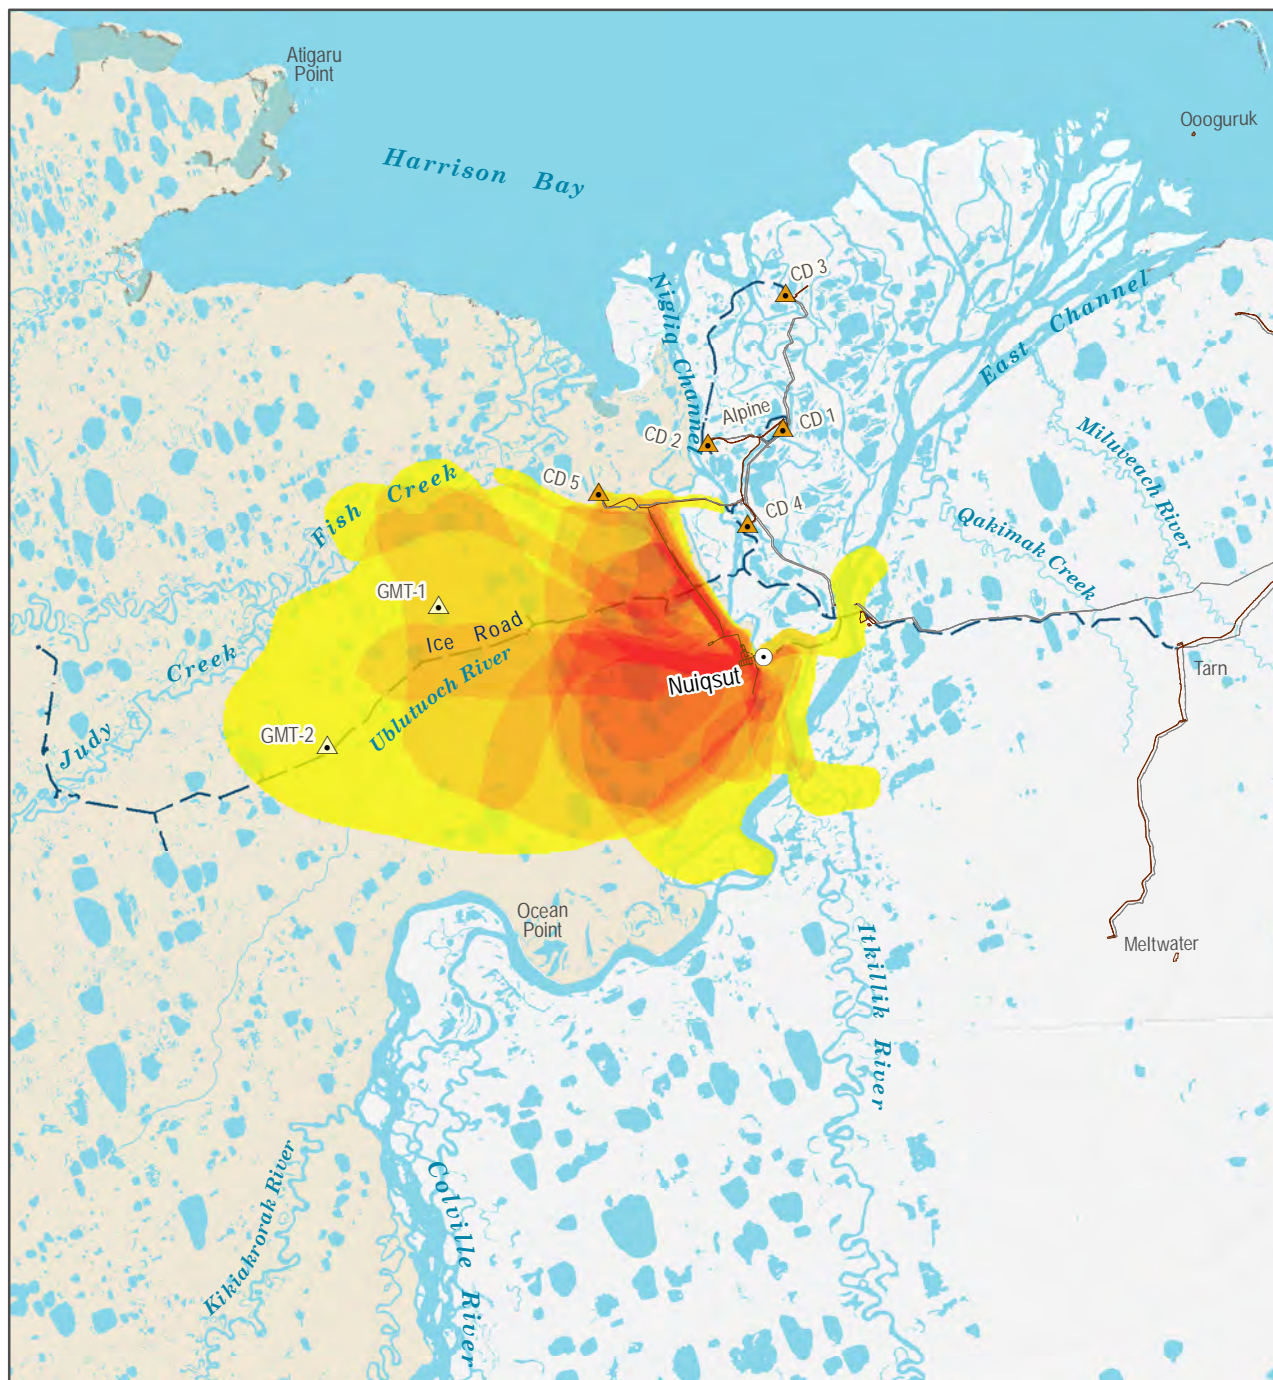 Atigaru
Point
Oooguruk
Harrison Bay
CD 3
Nigliq Channel
East Channel
Alpine
CD 1
CD 2
Miluveach River
CD 5
Fish Creek
CD 4
Qakimak Creek
GMT-1
Ice Road
Judy Creek
Ublutuoch River
Nuiqsut
Tarn
GMT-2
Ocean
Point
Meltwater
Itkillik River
Kikiakrorak River
Colville River